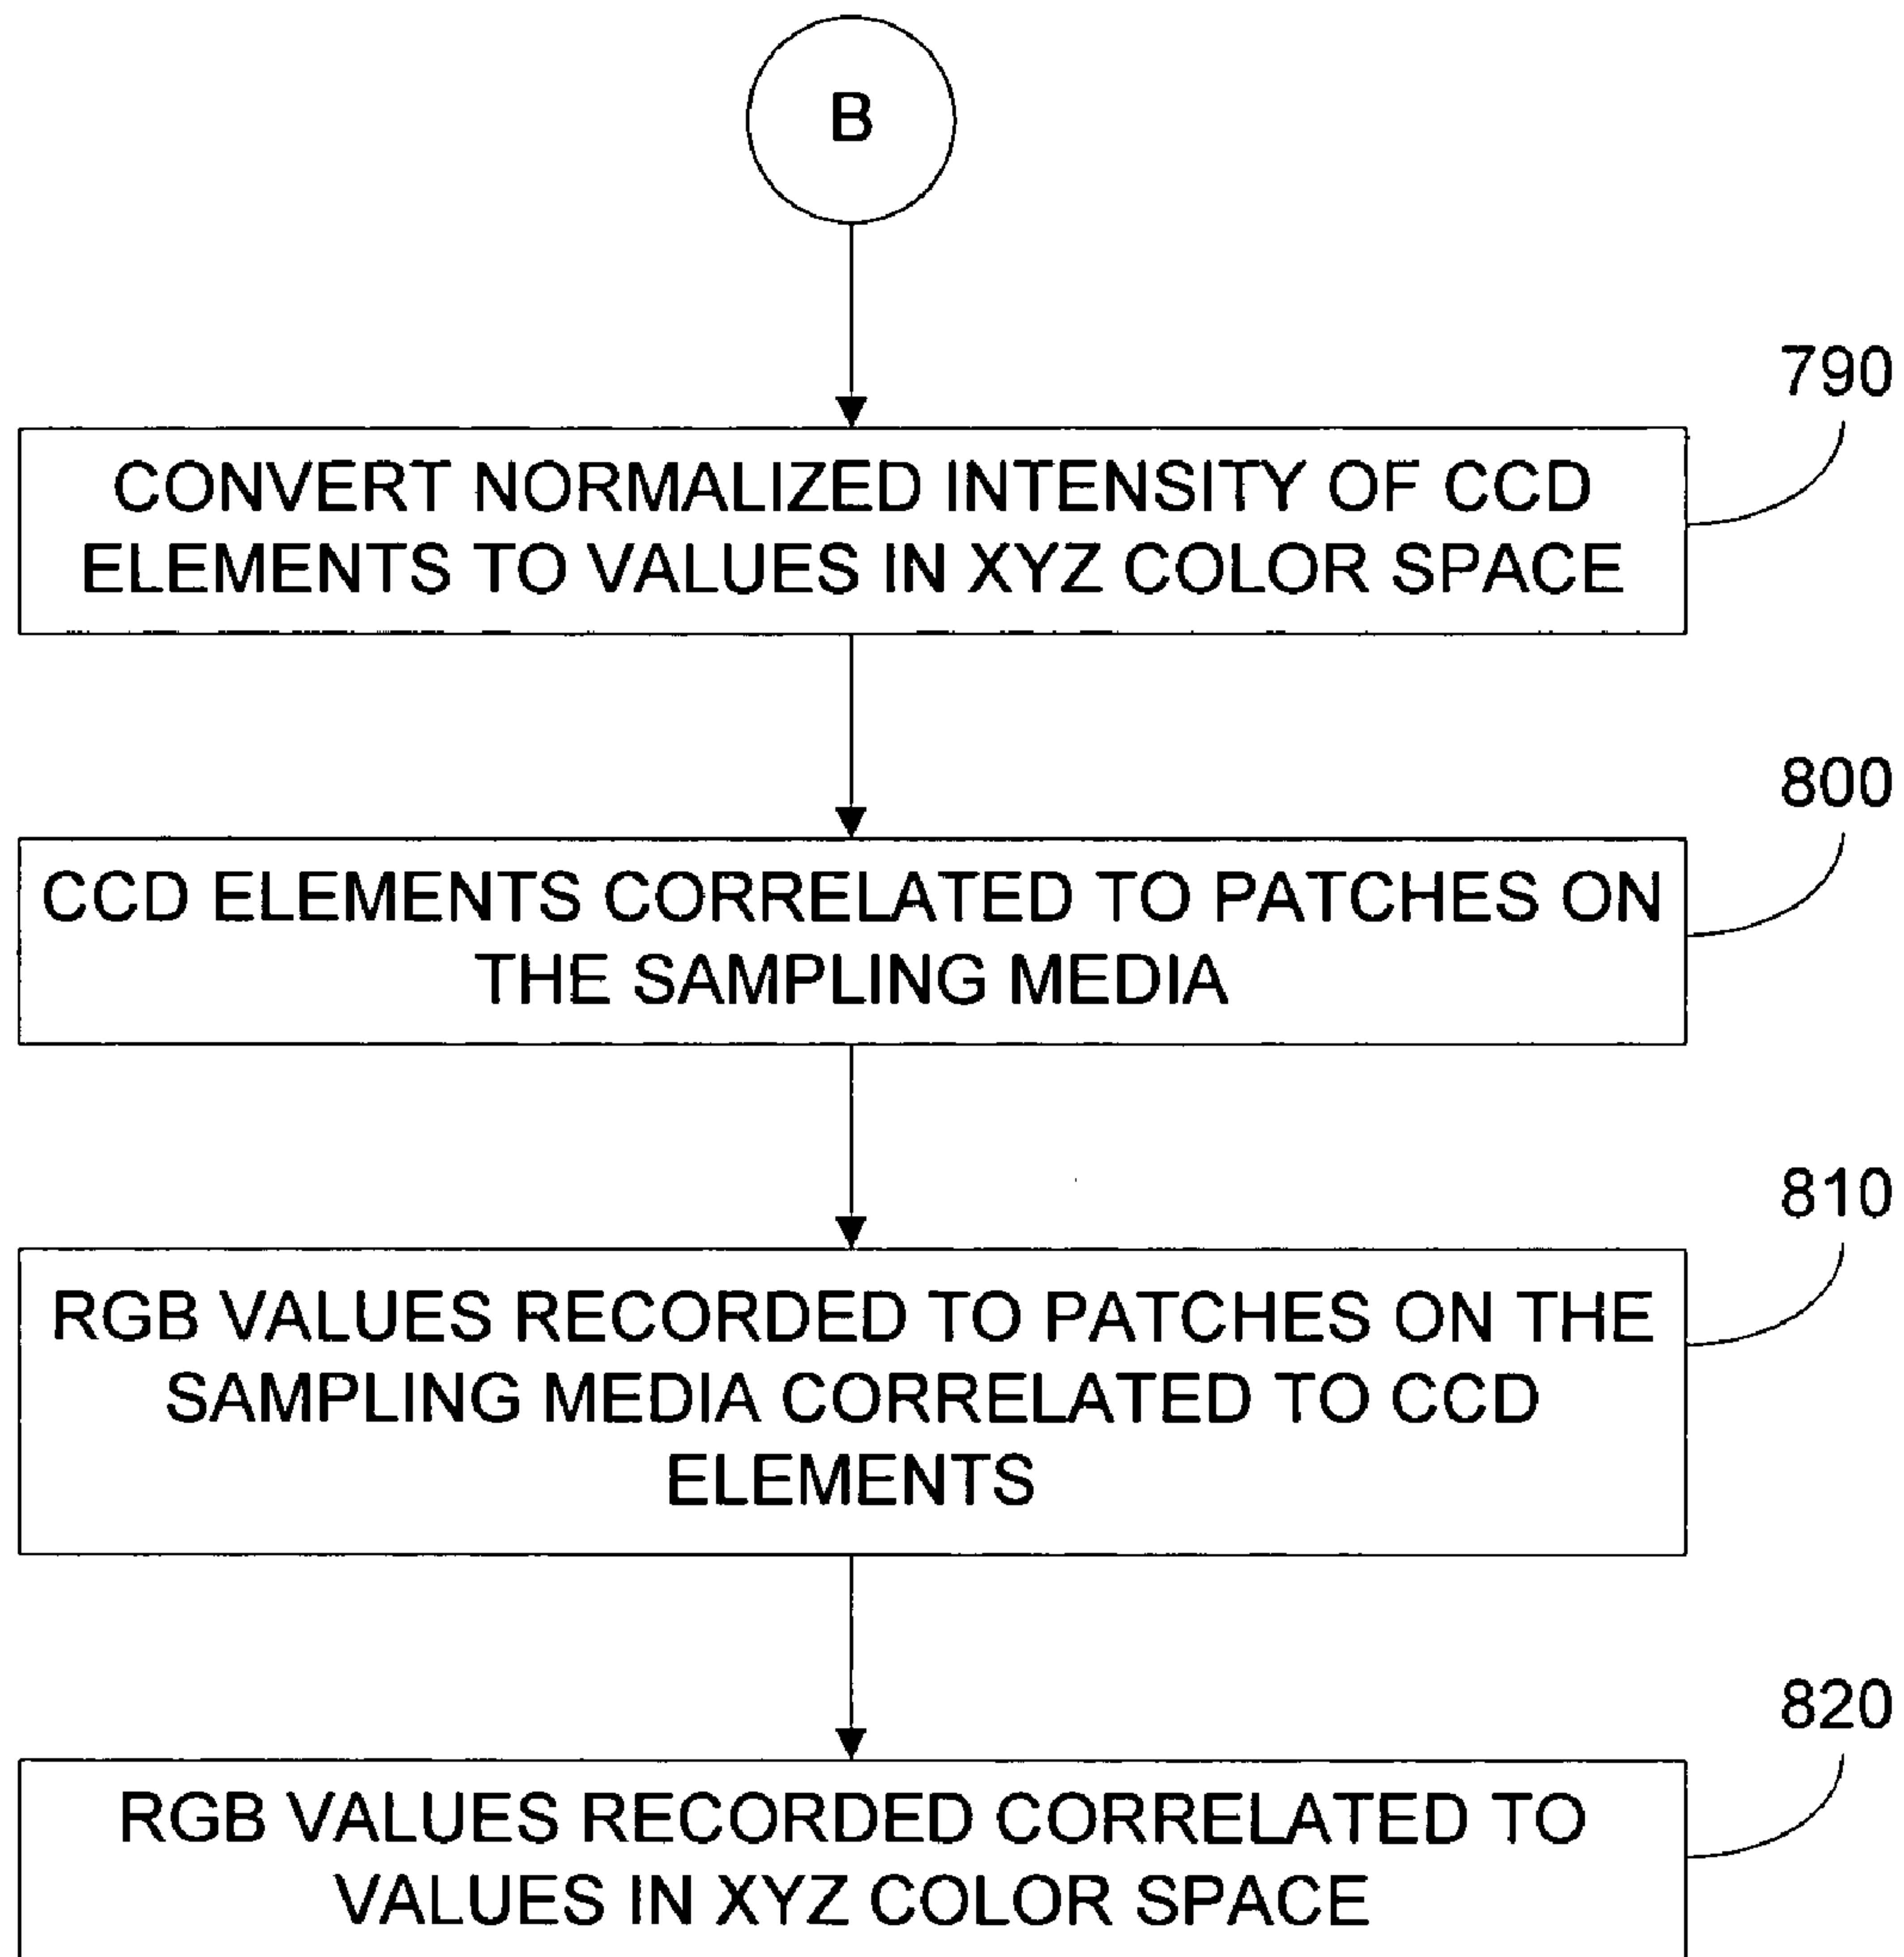 B
790
CONVERT NORMALIZED INTENSITY OF CCD
ELEMENTS TO VALUES IN XYZ COLOR SPACE
800
CCD ELEMENTS CORRELATED TO PATCHES ON
THE SAMPLING MEDIA
810
RGB VALUES RECORDED TO PATCHES ON THE
SAMPLING MEDIA CORRELATED TO CCD
ELEMENTS
820
RGB VALUES RECORDED CORRELATED TO
VALUES IN XYZ COLOR SPACE